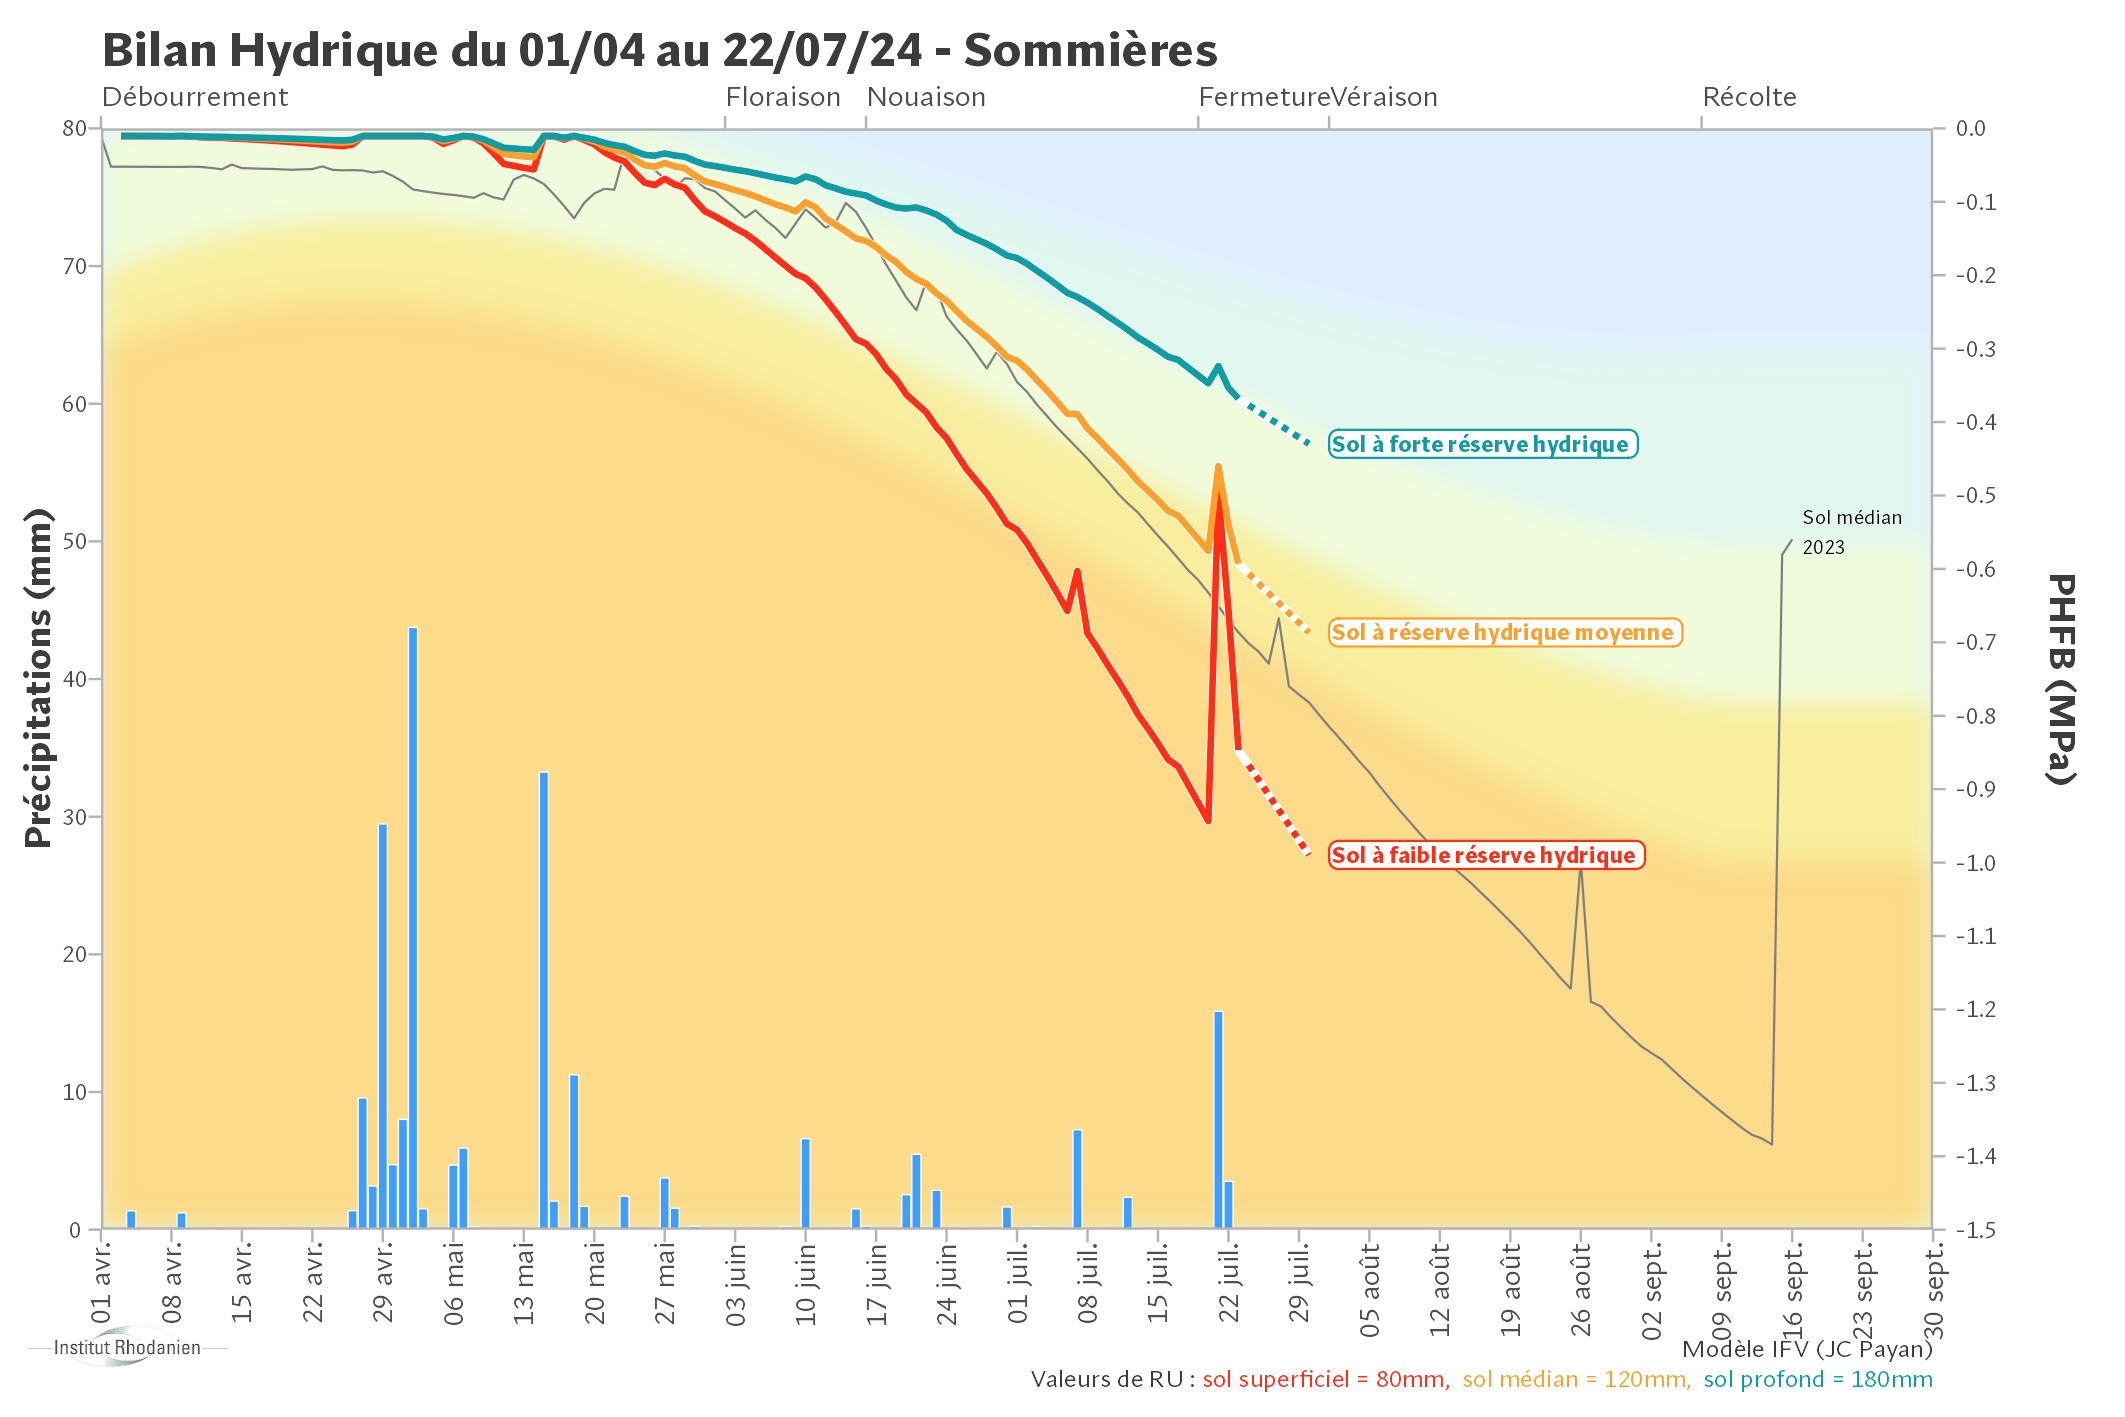 Bilan Hydrique du 01/04 au 22/07/24 - Sommières
Débourrement Floraison Nouaison Fermeture Véraison Récolte
80
70
60
50
40
30
20
10
0
Précipitations (mm)
0.0
-0.1
-0.2
-0.3
-0.4
-0.5
-0.6
-0.7
-0.8
-0.9
-1.0
-1.1
-1.2
-1.3
-1.4
-1.5
PHFB (MPa)
Sol à forte réserve hydrique
Sol médian
2023
Sol à réserve hydrique moyenne
Sol à faible réserve hydrique
01 avr.
08 avr.
15 avr.
22 avr.
29 avr.
06 mai
13 mai
20 mai
27 mai
03 juin
10 juin
17 juin
24 juin
01 juil.
08 juil.
15 juil.
22 juil.
29 juil.
05 août
12 août
19 août
26 août
02 sept.
09 sept.
16 sept.
23 sept.
30 sept.
Institut Rhodanien
Modèle IFV (JC Payan)
Valeurs de RU : sol superficiel = 80mm, sol médian = 120mm, sol profond = 180mm